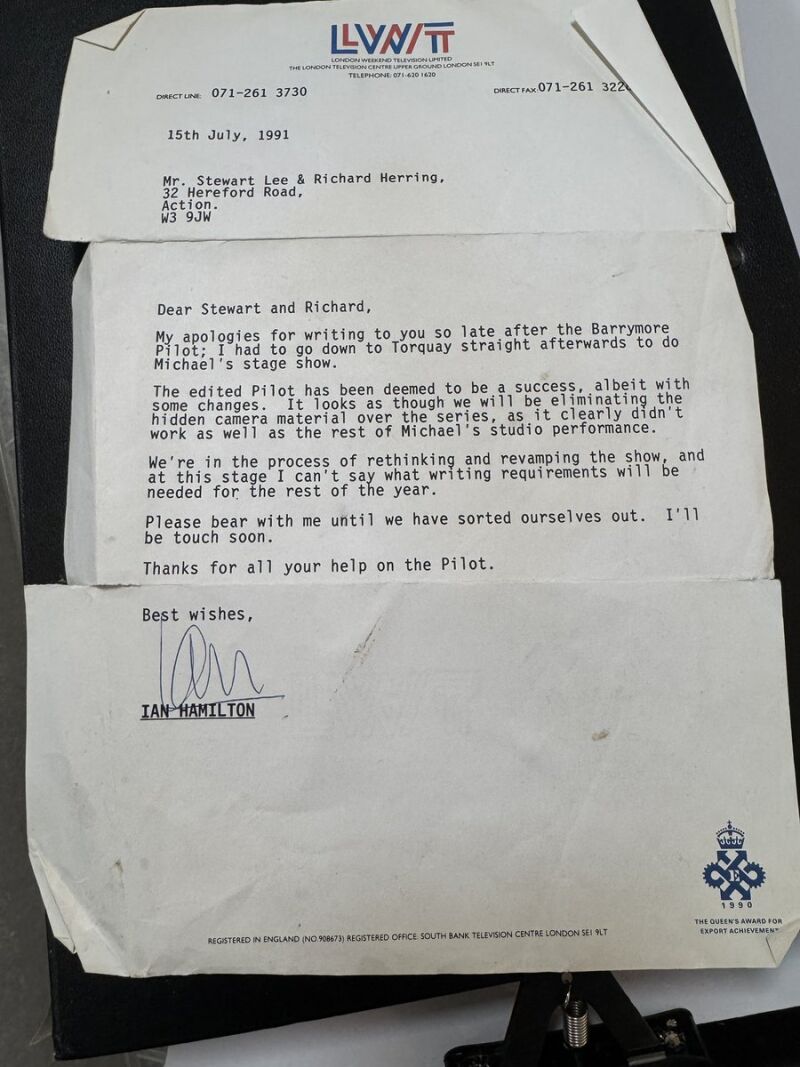 LWT
LONDON WEEKEND TELEVISION LIMITED
THE LONDON TELEVISION CENTRE UPPER GROUND LONDON SE1 9LT
TELEPHONE: 071-620 1620
DIRECT LINE: 071-261 3730
DIRECT FAX 071-261 322
15th July, 1991
Mr. Stewart Lee & Richard Herring,
32 Hereford Road,
Action.
W3 9JW
Dear Stewart and Richard,
My apologies for writing to you so late after the Barrymore
Pilot; I had to go down to Torquay straight afterwards to do
Michael's stage show.
The edited Pilot has been deemed to be a success, albeit with
some changes. It looks as though we will be eliminating the
hidden camera material over the series, as it clearly didn't
work as well as the rest of Michael's studio performance.
We're in the process of rethinking and revamping the show, and
at this stage I can't say what writing requirements will be
needed for the rest of the year.
Please bear with me until we have sorted ourselves out. I'll
be touch soon.
Thanks for all your help on the Pilot.
Best wishes,
Ian
IAN HAMILTON
E
1990
THE QUEEN'S AWARD FOR
EXPORT ACHIEVEMENT
REGISTERED IN ENGLAND (NO.908673) REGISTERED OFFICE SOUTH BANK TELEVISION CENTRE LONDON SE1 9LT